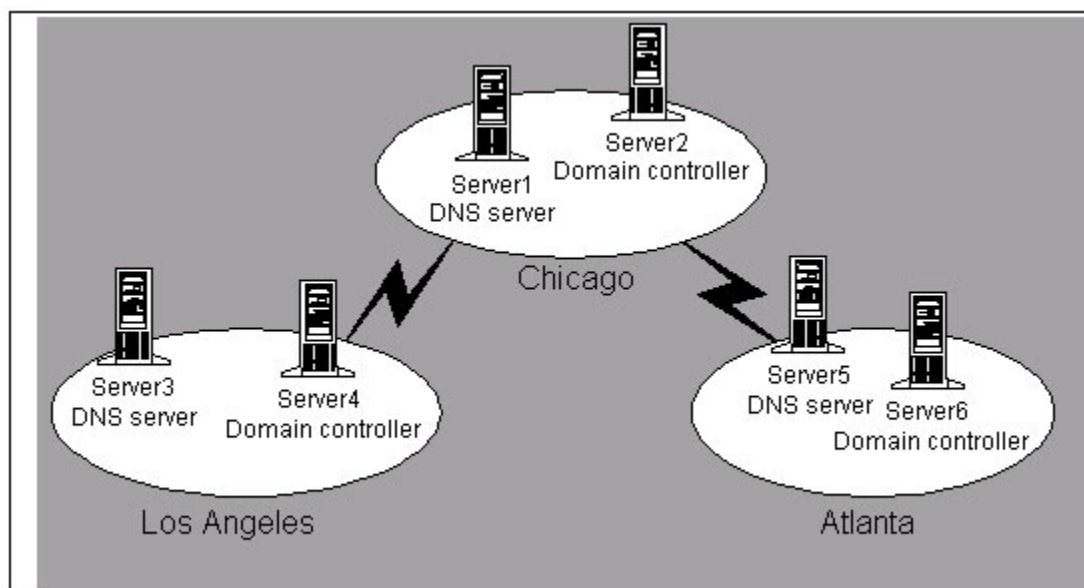 Server2
Domain controller
Server1
DNS server
Chicago
Server3
DNS server
Server4
Domain controller
Server5
DNS server
Server6
Domain controller
Los Angeles
Atlanta